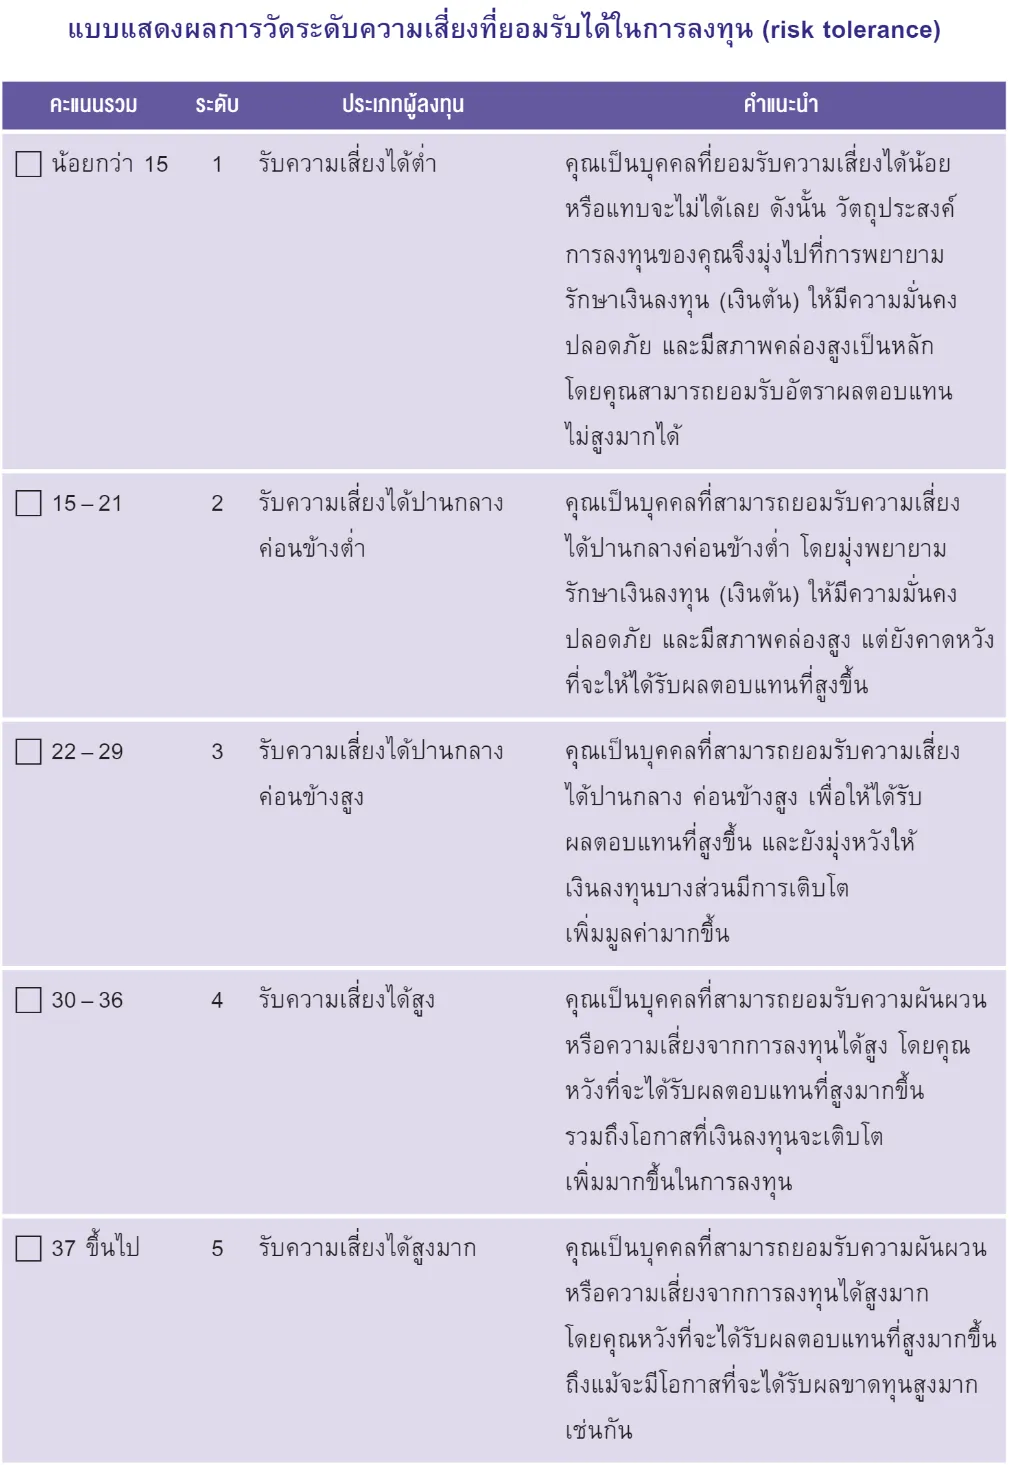 แบบแสดงผลการวัดระดับความเสี่ยงที่ยอมรับได้ในการลงทุน (risk tolerance)
คะแนนรวม ระดับ ประเภทผู้ลงทุน คำแนะนำ
น้อยกว่า 15 1 รับความเสี่ยงได้ต่ำ คุณเป็นบุคคลที่ยอมรับความเสี่ยงได้น้อย
หรือแทบจะไม่ได้เลย ดังนั้น วัตถุประสงค์
การลงทุนของคุณจึงมุ่งไปที่การพยายาม
รักษาเงินลงทุน (เงินต้น) ให้มีความมั่นคง
ปลอดภัย และมีสภาพคล่องสูงเป็นหลัก
โดยคุณสามารถยอมรับอัตราผลตอบแทน
ไม่สูงมากได้
15 – 21 2 รับความเสี่ยงได้ปานกลาง คุณเป็นบุคคลที่สามารถยอมรับความเสี่ยง
ค่อนข้างต่ำ ได้ปานกลางค่อนข้างต่ำ โดยมุ่งพยายาม
รักษาเงินลงทุน (เงินต้น) ให้มีความมั่นคง
ปลอดภัย และมีสภาพคล่องสูง แต่ยังคาดหวัง
ที่จะให้ได้รับผลตอบแทนที่สูงขึ้น
22 – 29 3 รับความเสี่ยงได้ปานกลาง คุณเป็นบุคคลที่สามารถยอมรับความเสี่ยง
ค่อนข้างสูง ได้ปานกลาง ค่อนข้างสูง เพื่อให้ได้รับ
ผลตอบแทนที่สูงขึ้น และยังมุ่งหวังให้
เงินลงทุนบางส่วนมีการเติบโต
เพิ่มมูลค่ามากขึ้น
30 – 36 4 รับความเสี่ยงได้สูง คุณเป็นบุคคลที่สามารถยอมรับความผันผวน
หรือความเสี่ยงจากการลงทุนได้สูง โดยคุณ
หวังที่จะได้รับผลตอบแทนที่สูงมากขึ้น
รวมถึงโอกาสที่เงินลงทุนจะเติบโต
เพิ่มมากขึ้นในการลงทุน
37 ขึ้นไป 5 รับความเสี่ยงได้สูงมาก คุณเป็นบุคคลที่สามารถยอมรับความผันผวน
หรือความเสี่ยงจากการลงทุนได้สูงมาก
โดยคุณหวังที่จะได้รับผลตอบแทนที่สูงมากขึ้น
ถึงแม้จะมีโอกาสที่จะได้รับผลขาดทุนสูงมาก
เช่นกัน